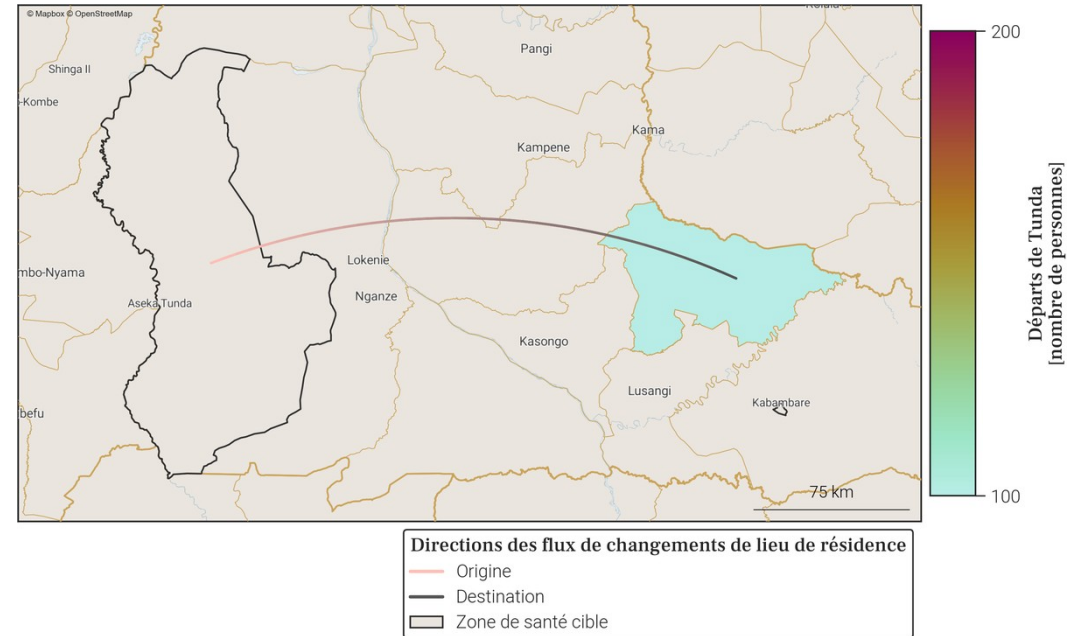 © Mapbox © OpenStreetMap
Pangi
Shinga II
-Kombe
Kama
Kampene
Lokenie
mbo-Nyama
Nganze
Aseka Tunda
Kasongo
Lusangi
Kabambare
befu
75 km
200
100
Départs de Tunda
[nombre de personnes]
Directions des flux de changements de lieu de résidence
Origine
Destination
Zone de santé cible